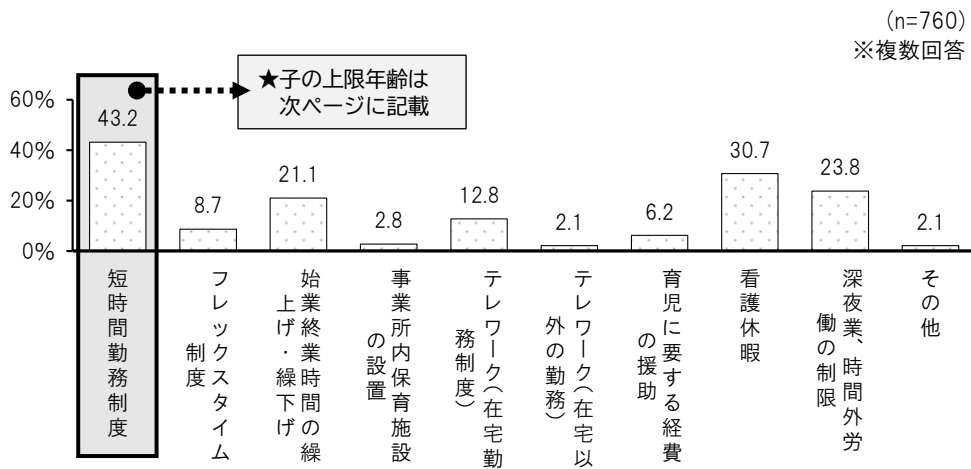 (n=760)
※複数回答
★子の上限年齢は
次ページに記載
60%
40%
20%
0%
43.2
8.7
21.1
2.8
12.8
2.1
6.2
30.7
23.8
2.1
短時間勤務制度
フレックスタイム
制度
始業終業時間の繰
上げ・繰下げ
事業所内保育施設
の設置
テレワーク(在宅勤
務制度)
テレワーク(在宅以
外の勤務)
育児に要する経費
の援助
看護休暇
深夜業、時間外労
働の制限
その他